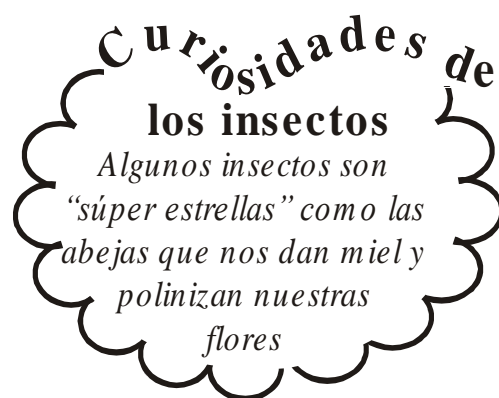 Curiosidades de
los insectos
Algunos insectos son
“súper estrellas” como las
abejas que nos dan miel y
polinizan nuestras
flores